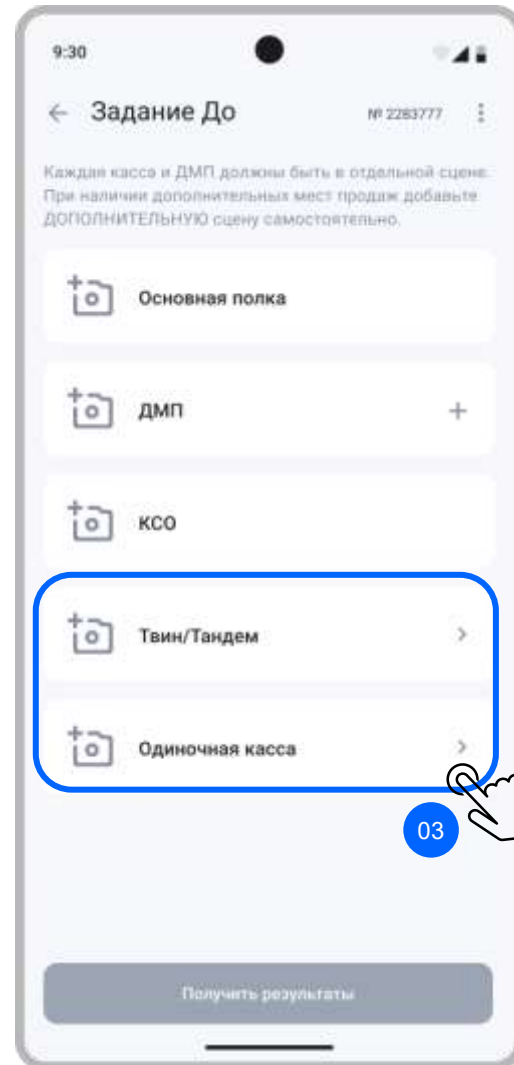 9:30
Задание До
№ 2283777
Каждая касса и ДМП должны быть в отдельной сцене.
При наличии дополнительных мест продаж добавьте
ДОПОЛНИТЕЛЬНУЮ сцену самостоятельно.
Основная полка
ДМП
КСО
Твин/Тандем
Одиночная касса
03
Получить результаты